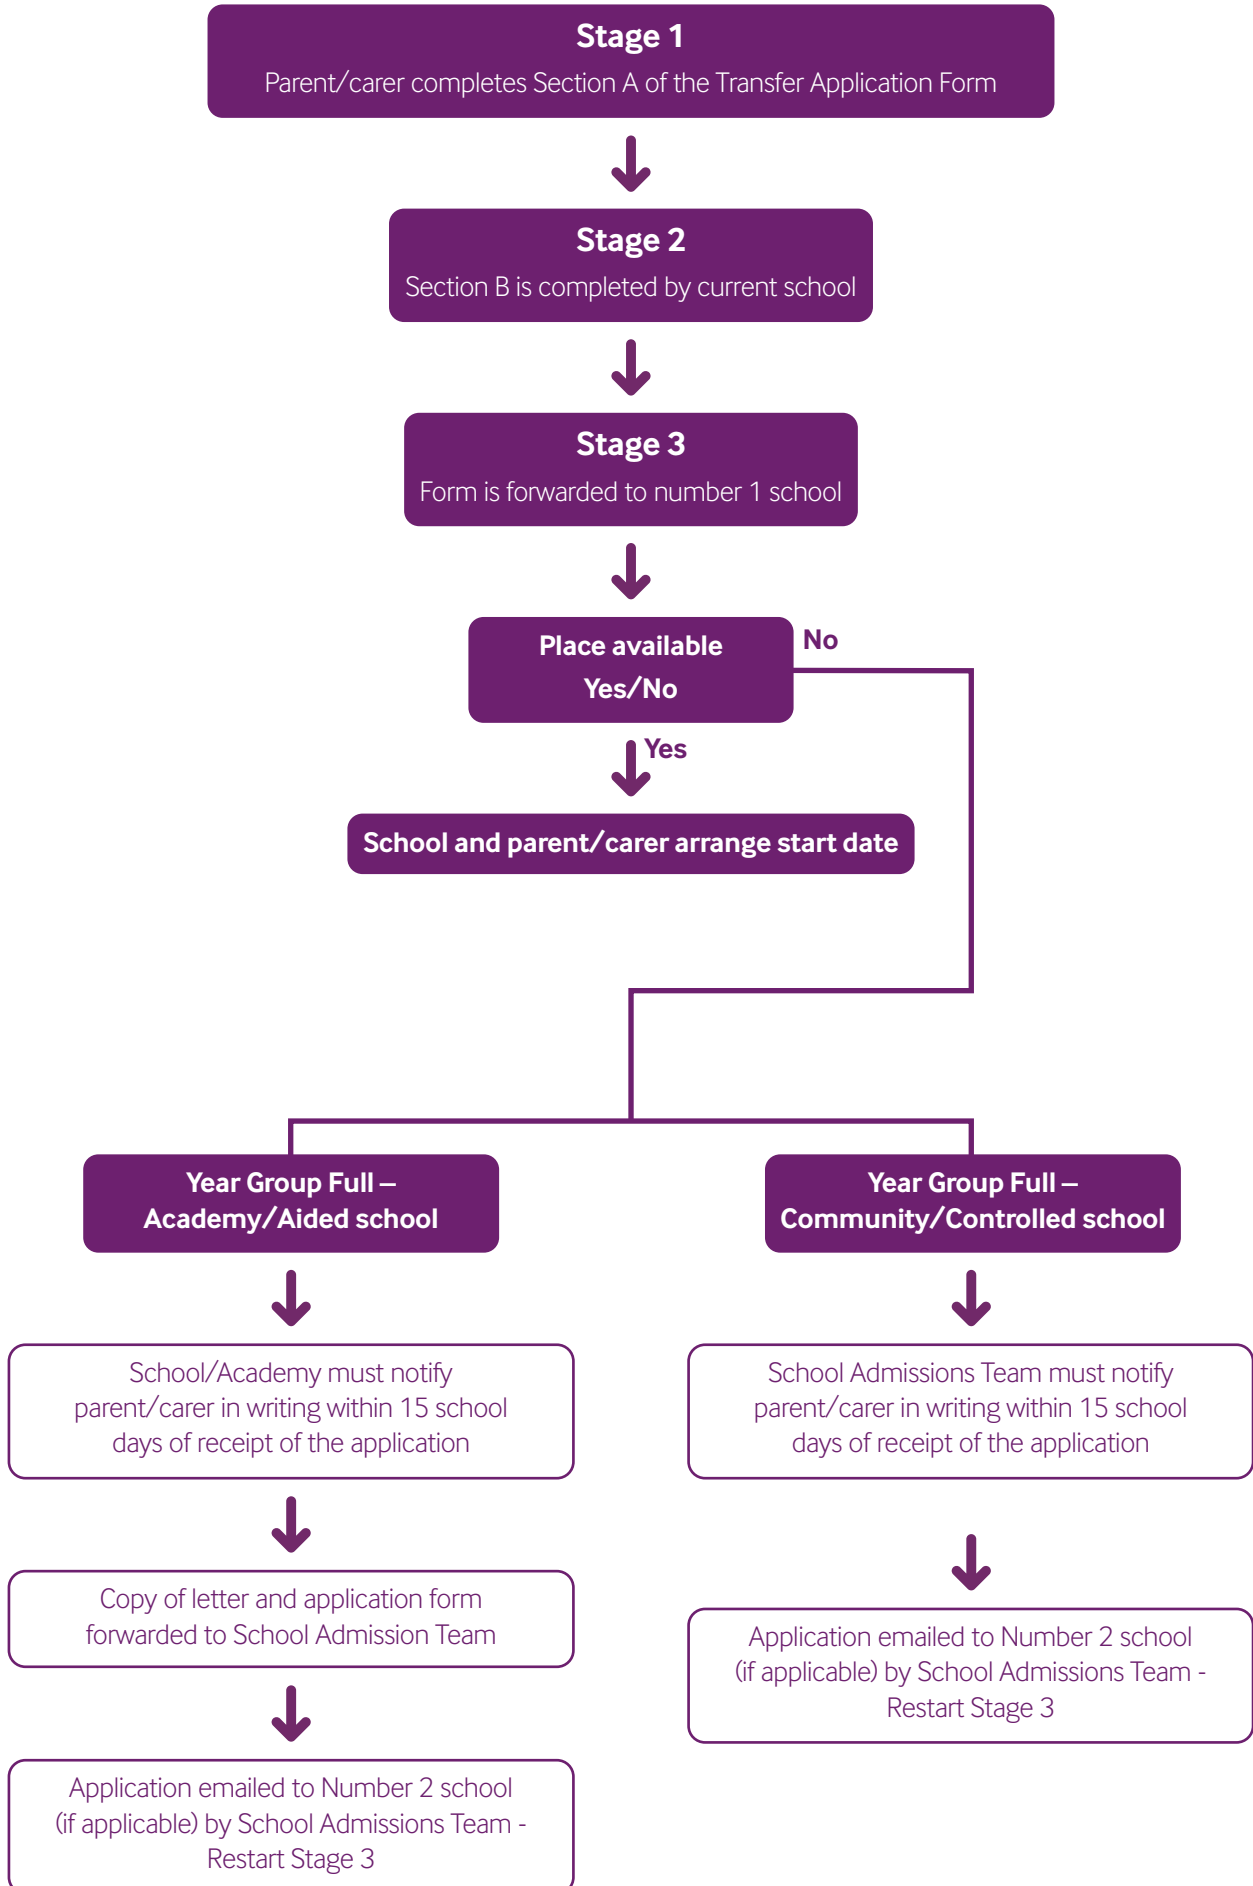 Stage 1
Parent/carer completes Section A of the Transfer Application Form
Stage 2
Section B is completed by current school
Stage 3
Form is forwarded to number 1 school
Place available
Yes/No
No
Yes
School and parent/carer arrange start date
Year Group Full –
Academy/Aided school
School/Academy must notify
parent/carer in writing within 15 school
days of receipt of the application
Copy of letter and application form
forwarded to School Admission Team
Application emailed to Number 2 school
(if applicable) by School Admissions Team -
Restart Stage 3
Year Group Full –
Community/Controlled school
School Admissions Team must notify
parent/carer in writing within 15 school
days of receipt of the application
Application emailed to Number 2 school
(if applicable) by School Admissions Team -
Restart Stage 3